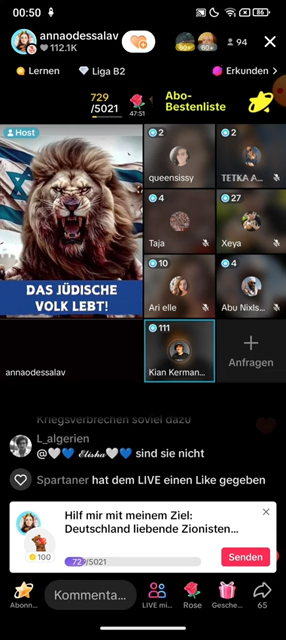 00:50
86
annaodessalav
112.1K
94
Lernen
Liga B2
Erkunden
729
/5021
47:51
Abo-
Bestenliste
Host
DAS JÜDISCHE
VOLK LEBT!
annaodessalav
2
queensissy
2
TETKA A...
4
Taja
27
Xeya
10
Ari elle
4
Abu Nixls...
111
Kian Kerman...
Anfragen
Kriegsverbrechen soviel dazu
L_algerien
@🤍💙 𝓔𝓵𝓲𝓼𝓱𝓪🤍💙 sind sie nicht
Spartaner hat dem LIVE einen Like gegeben
Hilf mir mit meinem Ziel:
Deutschland liebende Zionisten...
100
72/5021
Senden
Abonn...
Kommenta...
LIVE mi...
Rose
Gesche...
65